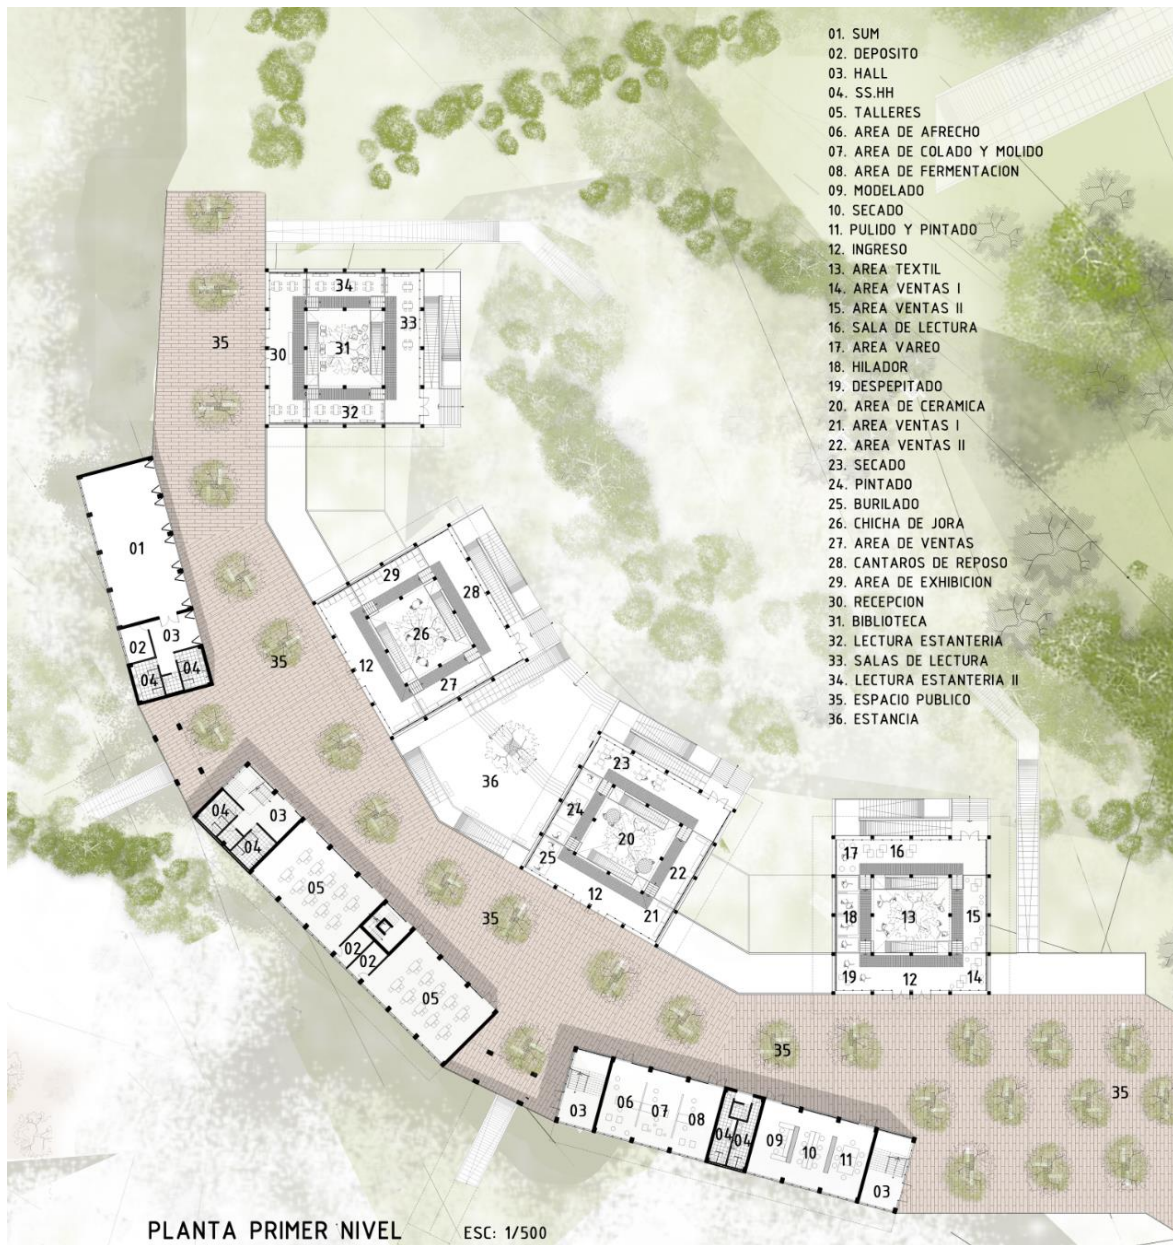 01. SUM
02. DEPOSITO
03. HALL
04. SS.HH
05. TALLERES
06. AREA DE AFRECHO
07. AREA DE COLADO Y MOLIDO
08. AREA DE FERMENTACION
09. MODELADO
10. SECADO
11. PULIDO Y PINTADO
12. INGRESO
13. AREA TEXTIL
14. AREA VENTAS I
15. AREA VENTAS II
16. SALA DE LECTURA
17. AREA VAREO
18. HILADOR
19. DESPEPITADO
20. AREA DE CERAMICA
21. AREA VENTAS I
22. AREA VENTAS II
23. SECADO
24. PINTADO
25. BURILADO
26. CHICHA DE JORA
27. AREA DE VENTAS
28. CANTAROS DE REPOSO
29. AREA DE EXHIBICION
30. RECEPCION
31. BIBLIOTECA
32. LECTURA ESTANTERIA
33. SALAS DE LECTURA
34. LECTURA ESTANTERIA II
35. ESPACIO PUBLICO
36. ESTANCIA
34
33
35
30
31
32
01
29
28
26
03
02
35
12
04
04
27
36
23
04
03
24
20
04
25
22
17
16
05
12
21
35
18
13
15
02
02
19
12
14
05
35
35
03
06
07
08
04
04
09
10
11
03
PLANTA PRIMER NIVEL
ESC: 1/500